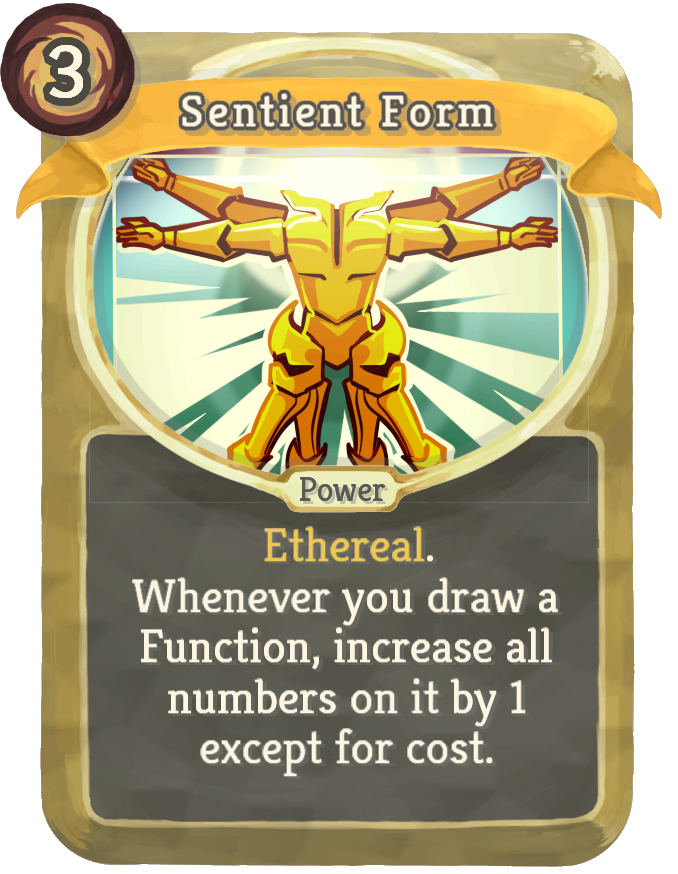 3
Sentient Form
Power
Ethereal.
Whenever you draw a
Function, increase all
numbers on it by 1
except for cost.